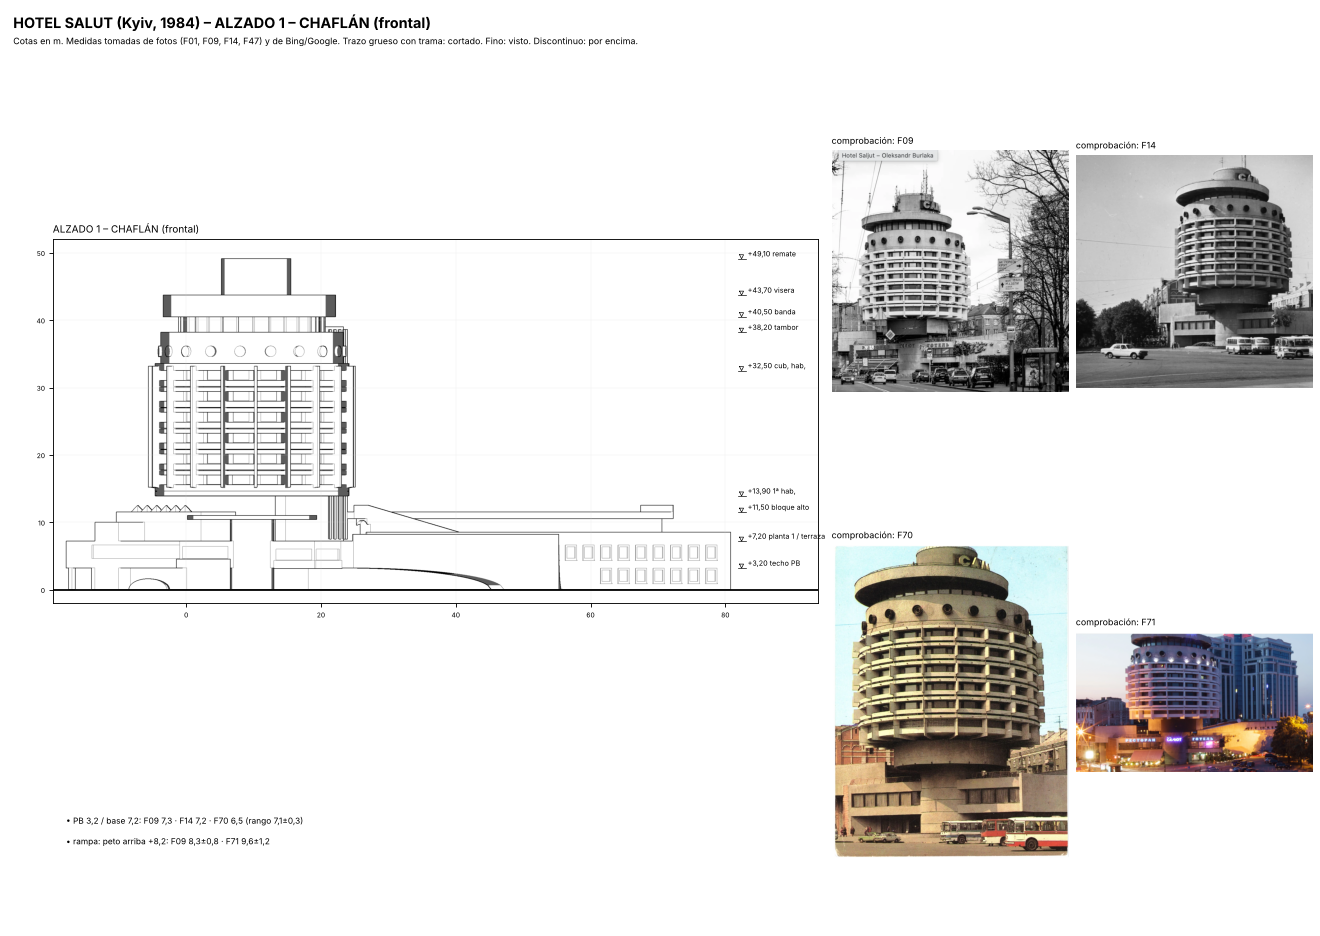 HOTEL SALUT (Kyiv, 1984) – ALZADO 1 – CHAFLÁN (frontal)
Cotas en m. Medidas tomadas de fotos (F01, F09, F14, F47) y de Bing/Google. Trazo grueso con trama: cortado. Fino: visto. Discontinuo: por encima.
ALZADO 1 – CHAFLÁN (frontal)
50
40
30
20
10
0
0
20
40
60
80
+49,10 remate
+43,70 visera
+40,50 banda
+38,20 tambor
+32,50 cub, hab,
+13,90 1ª hab,
+11,50 bloque alto
+7,20 planta 1 / terraza
+3,20 techo PB
comprobación: F09
Hotel Saljut – Oleksandr Burlaka
comprobación: F14
comprobación: F70
comprobación: F71
• PB 3,2 / base 7,2: F09 7,3 · F14 7,2 · F70 6,5 (rango 7,1±0,3)
• rampa: peto arriba +8,2: F09 8,3±0,8 · F71 9,6±1,2